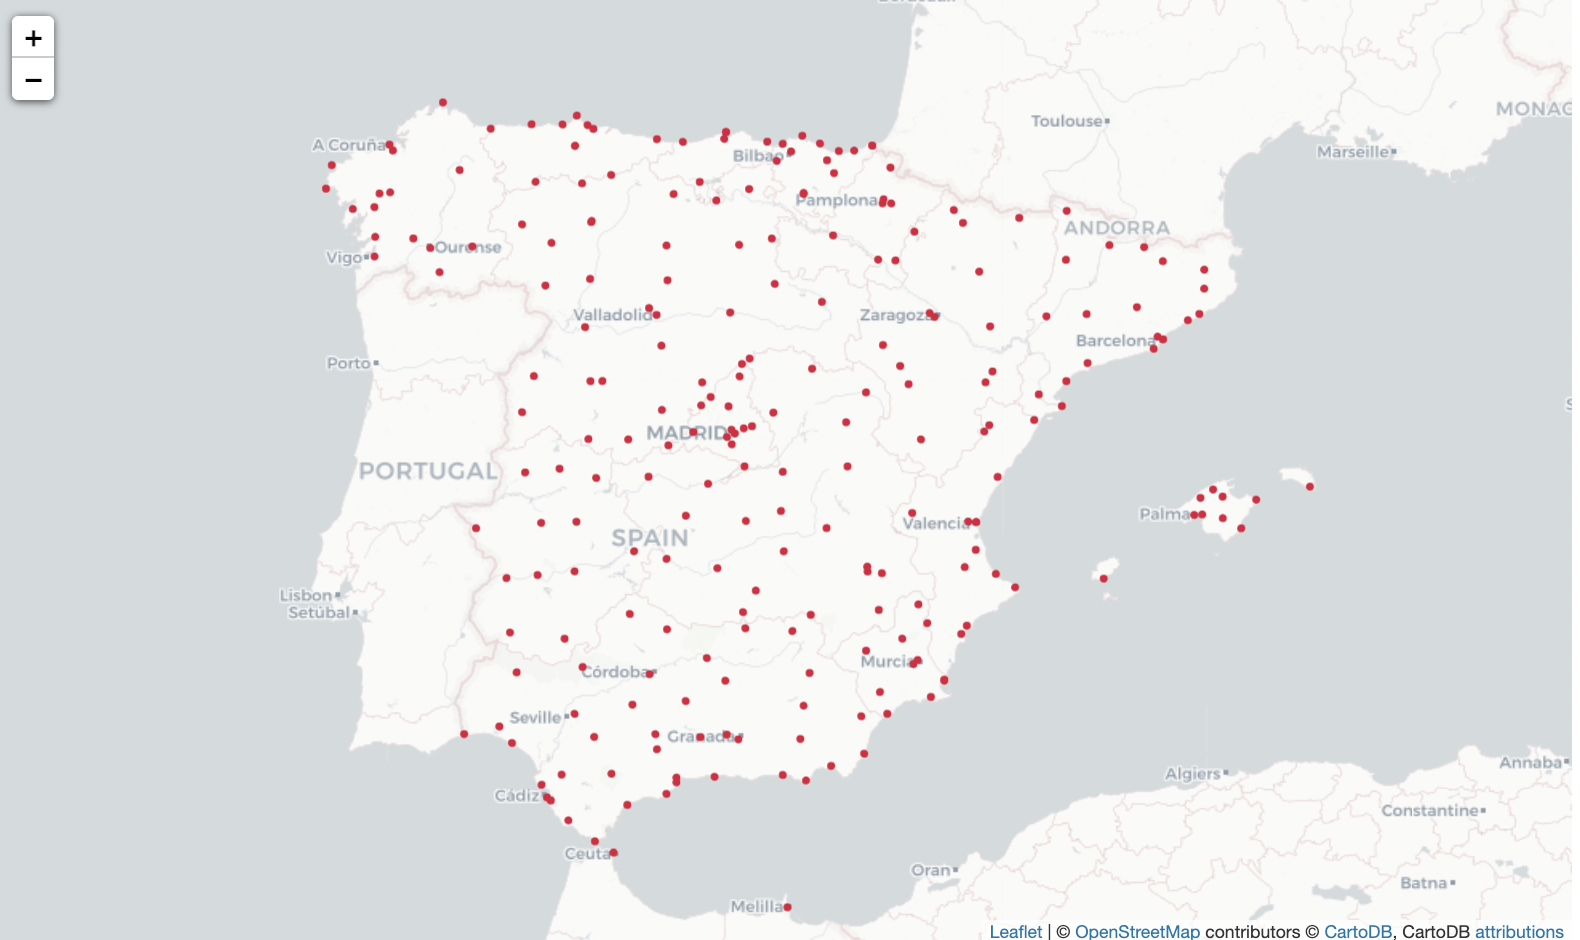 +
−
Toulouse
MONAC
A Coruña
Marseille
Bilbao
Pamplona
ANDORRA
Ourense
Vigo
Valladolid
Zaragoza
Barcelona
Porto
MADRID
PORTUGAL
Palma
Valencia
SPAIN
Lisbon
Setúbal
Murcia
Córdoba
Seville
Granada
Annaba
Algiers
Cádiz
Constantine
Ceuta
Oran
Batna
Melilla
Leaflet | © OpenStreetMap contributors © CartoDB, CartoDB attributions